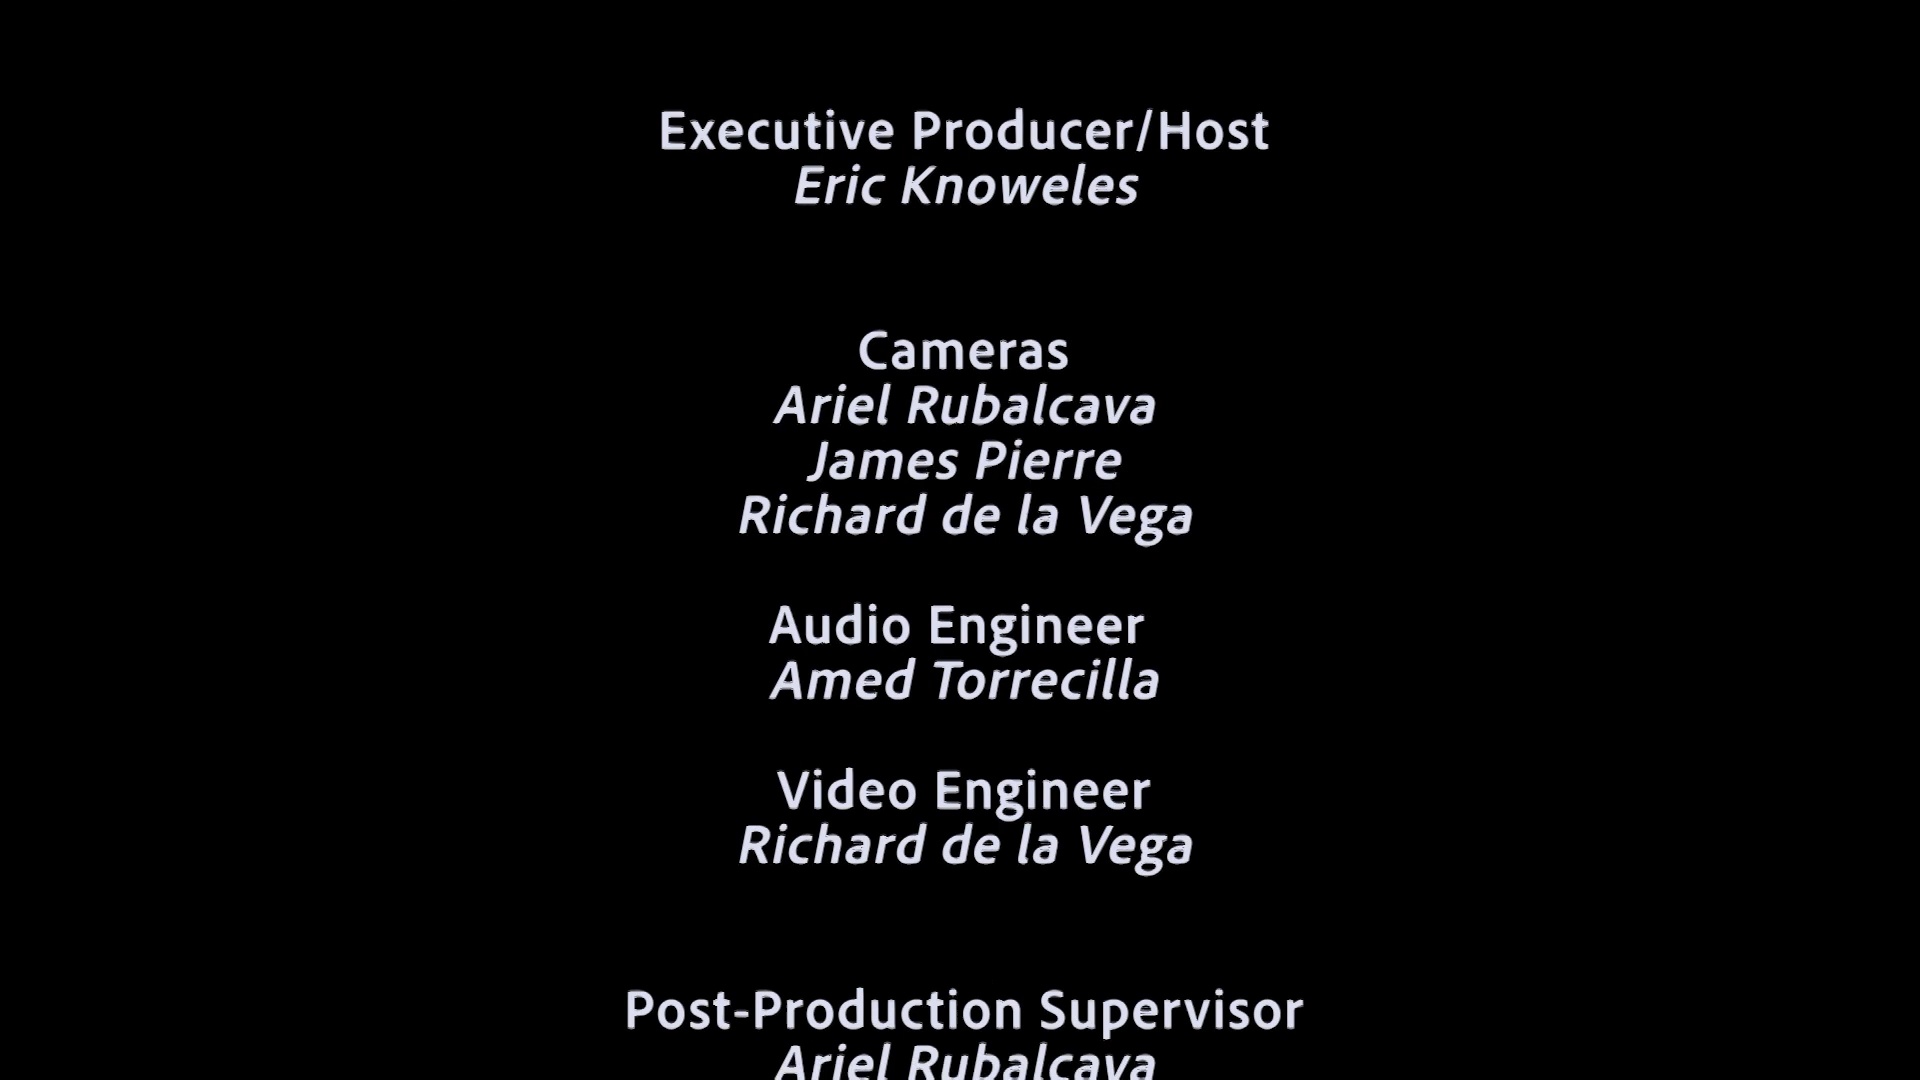 Executive Producer/Host
Eric Knoweles
Cameras
Ariel Rubalcava
James Pierre
Richard de la Vega
Audio Engineer
Amed Torrecilla
Video Engineer
Richard de la Vega
Post-Production Supervisor
Ariel Rubalcava